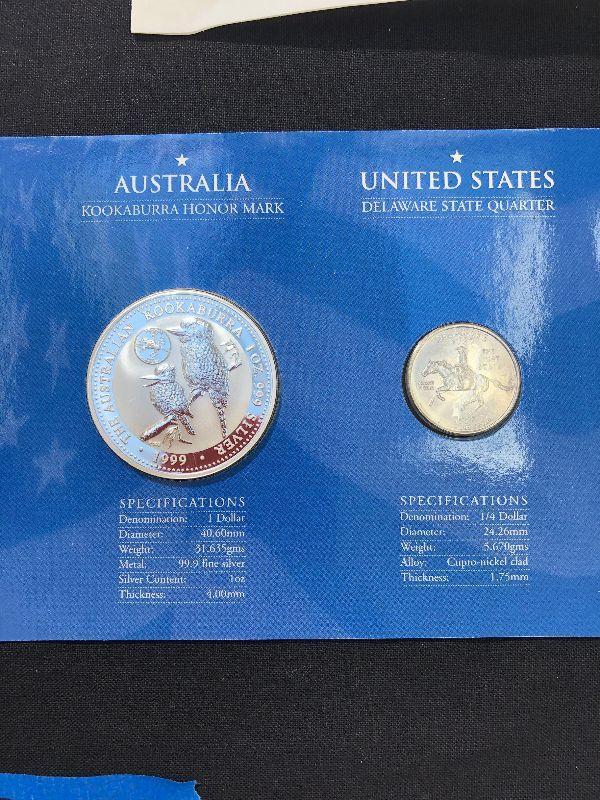 AUSTRALIA
KOOKABURRA HONOR MARK
THE AUSTRALIAN KOOKABURRA 1 OZ 999 SILVER
1999
SPECIFICATIONS
Denomination: 1 Dollar
Diameter: 40.60mm
Weight: 31.635gms
Metal: 99.9 fine silver
Silver Content: 1oz
Thickness: 4.00mm
UNITED STATES
DELAWARE STATE QUARTER
SPECIFICATIONS
Denomination: 1/4 Dollar
Diameter: 24.26mm
Weight: 5.670gms
Alloy: Cupro-nickel clad
Thickness: 1.75mm